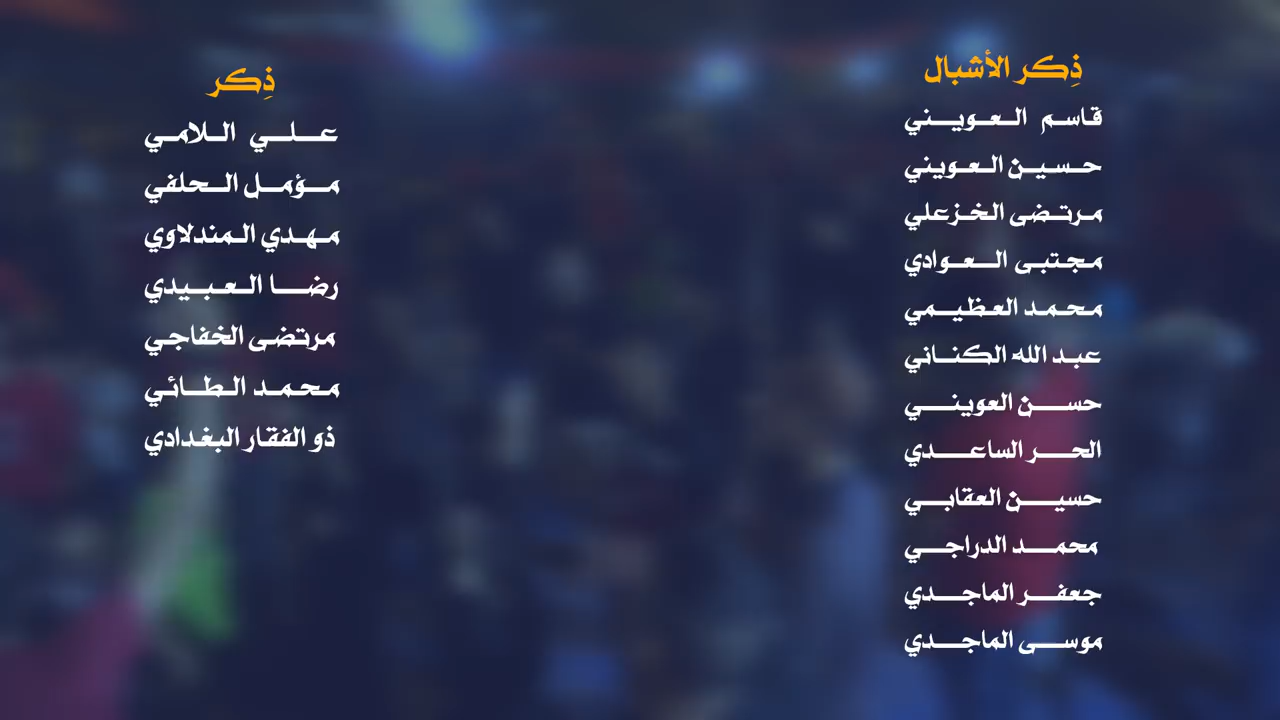 ذِكر الأشبال
قاسم العويني
حسين العويني
مرتضى الخزعلي
مجتبى العوادي
محمد العظيمي
عبد الله الكناني
حسن العويني
الحر الساعدي
حسين العقابي
محمد الدراجي
جعفر الماجدي
موسى الماجدي
ذِكر
علي اللامي
مؤمل الحلفي
مهدي المندلاوي
رضا العبيدي
مرتضى الخفاجي
محمد الطائي
ذو الفقار البغدادي